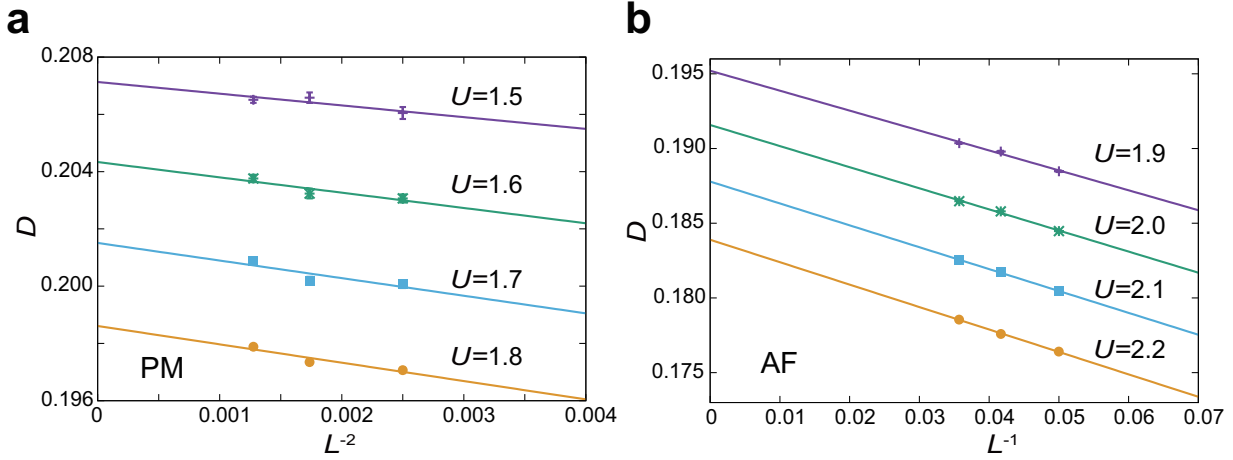 a
0.208
0.204
0.200
0.196
D
U=1.5
U=1.6
U=1.7
U=1.8
PM
0 0.001 0.002 0.003 0.004
L-2
b
0.195
0.190
0.185
0.180
0.175
D
U=1.9
U=2.0
U=2.1
U=2.2
AF
0 0.01 0.02 0.03 0.04 0.05 0.06 0.07
L-1